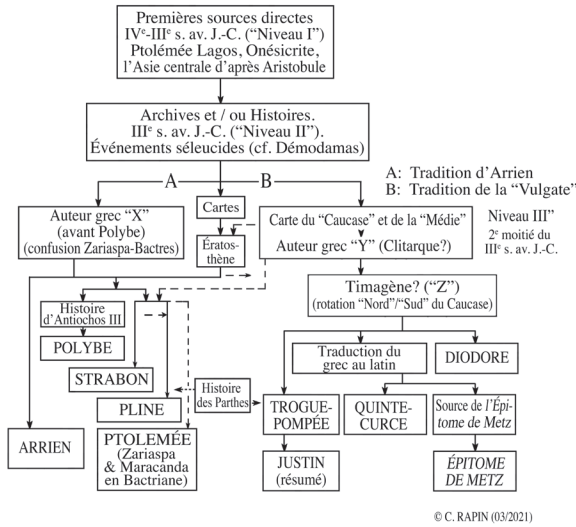 Premières sources directes
IVe-IIIe s. av. J.-C. (“Niveau I”)
Ptolémée Lagos, Onésicrite,
l’Asie centrale d’après Aristobule
Archives et / ou Histoires.
IIIe s. av. J.-C. (“Niveau II”).
Événements séleucides (cf. Démodamas)
A
B
A: Tradition d’Arrien
B: Tradition de la “Vulgate”
Auteur grec “X”
(avant Polybe)
(confusion Zariaspa-Bactres)
Cartes
Ératos-
thène
Carte du “Caucase” et de la “Médie”
Auteur grec “Y” (Clitarque?)
Niveau III”
2e moitié du
IIIe s. av. J.-C.
Timagène? (“Z”)
(rotation “Nord”/“Sud” du Caucase)
Histoire
d’Antiochos III
POLYBE
STRABON
PLINE
ARRIEN
PTOLEMÉE
(Zariaspa
& Maracanda
en Bactriane)
Histoire
des Parthes
Traduction du
grec au latin
DIODORE
TROGUE-
POMPÉE
QUINTE-
CURCE
Source de l’Épi-
tome de Metz
JUSTIN
(résumé)
ÉPITOME
DE METZ
© C. RAPIN (03/2021)